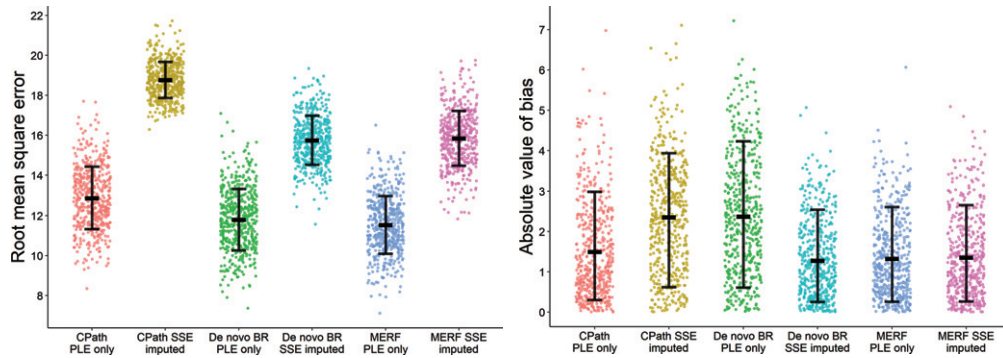 Root mean square error
22
20
18
16
14
12
10
8
CPath
PLE only
CPath SSE
imputed
De novo BR
PLE only
De novo BR
SSE imputed
MERF
PLE only
MERF SSE
imputed
Absolute value of bias
7
6
5
4
3
2
1
0
CPath
PLE only
CPath SSE
imputed
De novo BR
PLE only
De novo BR
SSE imputed
MERF
PLE only
MERF SSE
imputed